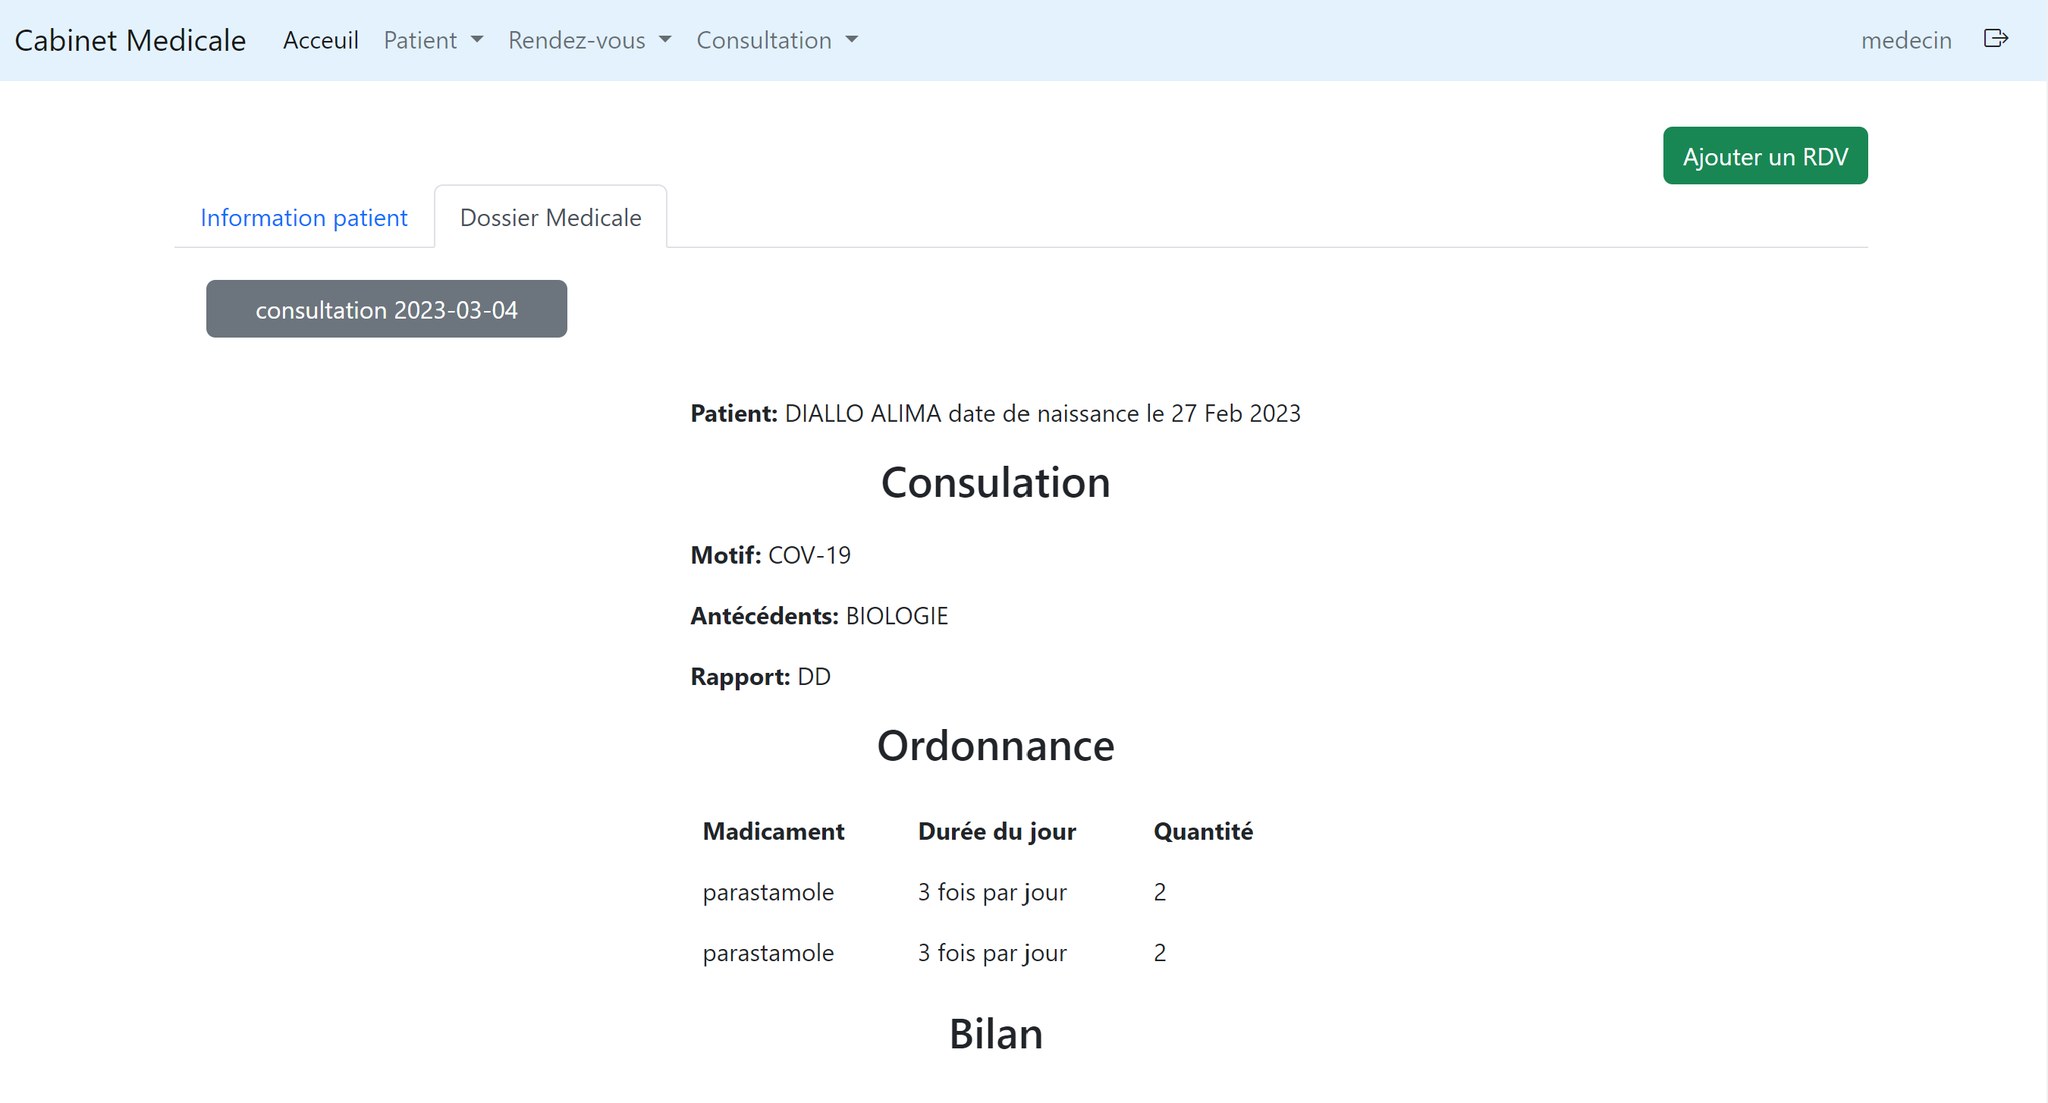 Cabinet Medicale Acceuil Patient Rendez-vous Consultation medecin
Ajouter un RDV
Information patient Dossier Medicale
consultation 2023-03-04
Patient: DIALLO ALIMA date de naissance le 27 Feb 2023
Consulation
Motif: COV-19
Antécédents: BIOLOGIE
Rapport: DD
Ordonnance
Madicament Durée du jour Quantité
parastamole 3 fois par jour 2
parastamole 3 fois par jour 2
Bilan